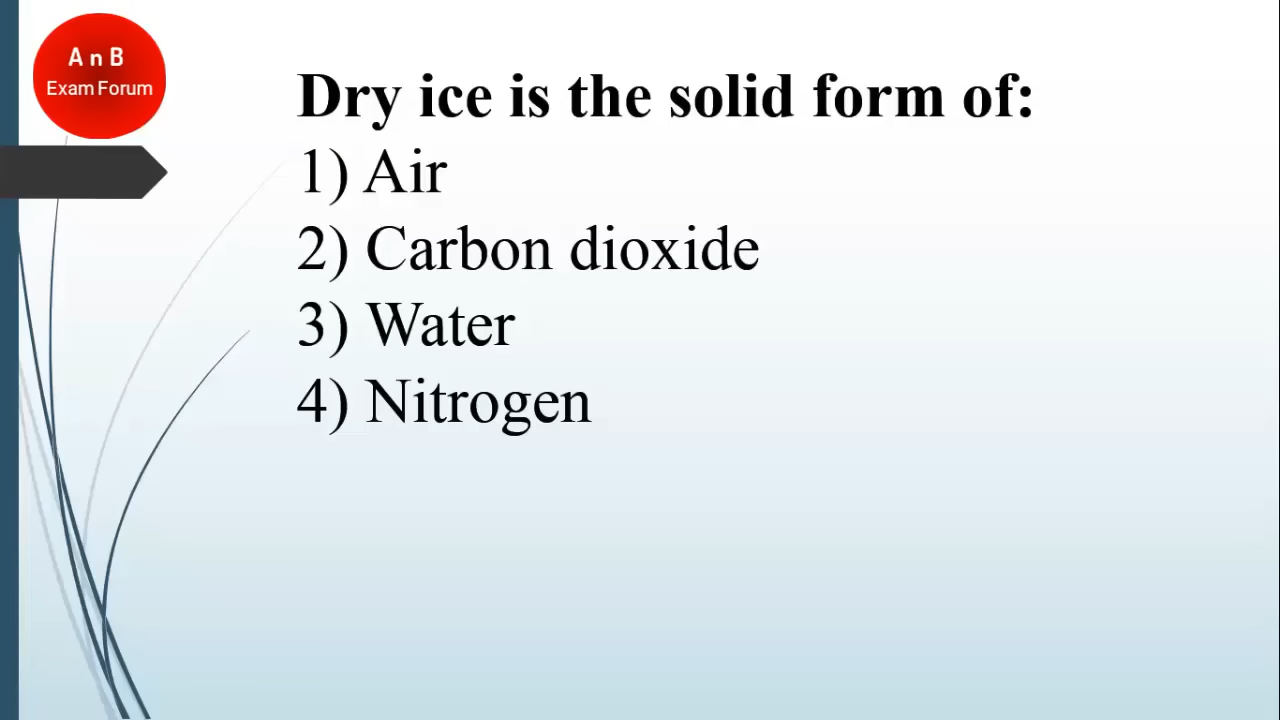 A n B
Exam Forum
Dry ice is the solid form of:
1) Air
2) Carbon dioxide
3) Water
4) Nitrogen